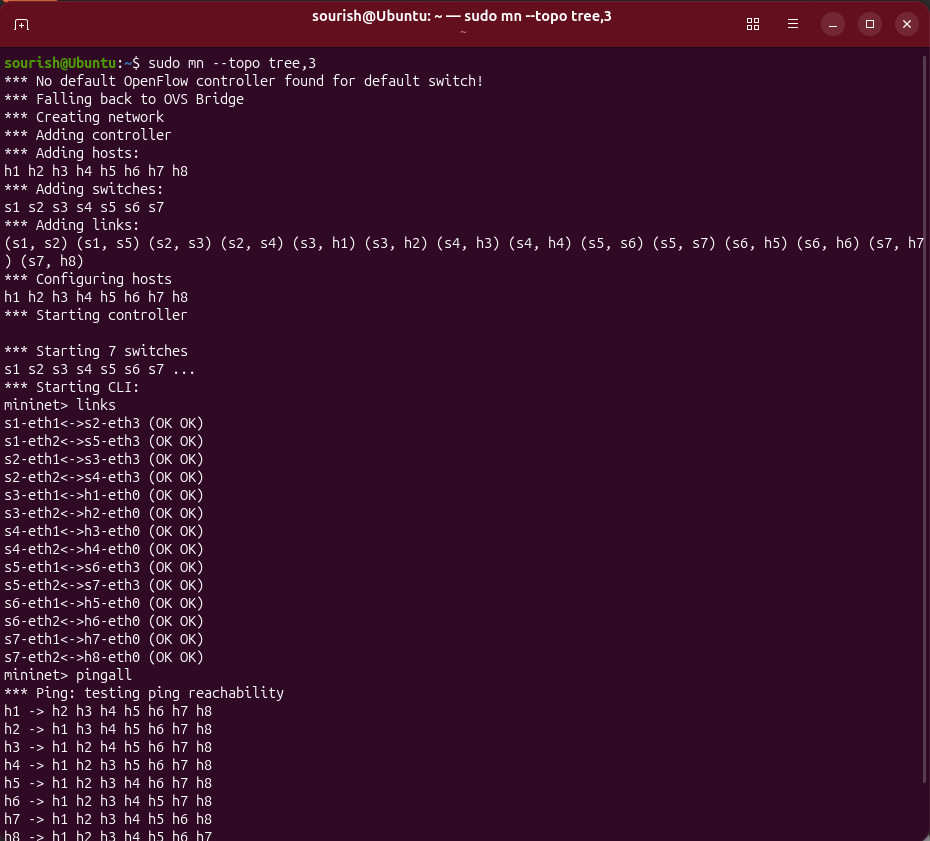 sourish@Ubuntu: ~ — sudo mn --topo tree,3
~
sourish@Ubuntu:~$ sudo mn --topo tree,3
*** No default OpenFlow controller found for default switch!
*** Falling back to OVS Bridge
*** Creating network
*** Adding controller
*** Adding hosts:
h1 h2 h3 h4 h5 h6 h7 h8
*** Adding switches:
s1 s2 s3 s4 s5 s6 s7
*** Adding links:
(s1, s2) (s1, s5) (s2, s3) (s2, s4) (s3, h1) (s3, h2) (s4, h3) (s4, h4) (s5, s6) (s5, s7) (s6, h5) (s6, h6) (s7, h7
) (s7, h8)
*** Configuring hosts
h1 h2 h3 h4 h5 h6 h7 h8
*** Starting controller
*** Starting 7 switches
s1 s2 s3 s4 s5 s6 s7 ...
*** Starting CLI:
mininet> links
s1-eth1<->s2-eth3 (OK OK)
s1-eth2<->s5-eth3 (OK OK)
s2-eth1<->s3-eth3 (OK OK)
s2-eth2<->s4-eth3 (OK OK)
s3-eth1<->h1-eth0 (OK OK)
s3-eth2<->h2-eth0 (OK OK)
s4-eth1<->h3-eth0 (OK OK)
s4-eth2<->h4-eth0 (OK OK)
s5-eth1<->s6-eth3 (OK OK)
s5-eth2<->s7-eth3 (OK OK)
s6-eth1<->h5-eth0 (OK OK)
s6-eth2<->h6-eth0 (OK OK)
s7-eth1<->h7-eth0 (OK OK)
s7-eth2<->h8-eth0 (OK OK)
mininet> pingall
*** Ping: testing ping reachability
h1 -> h2 h3 h4 h5 h6 h7 h8
h2 -> h1 h3 h4 h5 h6 h7 h8
h3 -> h1 h2 h4 h5 h6 h7 h8
h4 -> h1 h2 h3 h5 h6 h7 h8
h5 -> h1 h2 h3 h4 h6 h7 h8
h6 -> h1 h2 h3 h4 h5 h7 h8
h7 -> h1 h2 h3 h4 h5 h6 h8
h8 -> h1 h2 h3 h4 h5 h6 h7